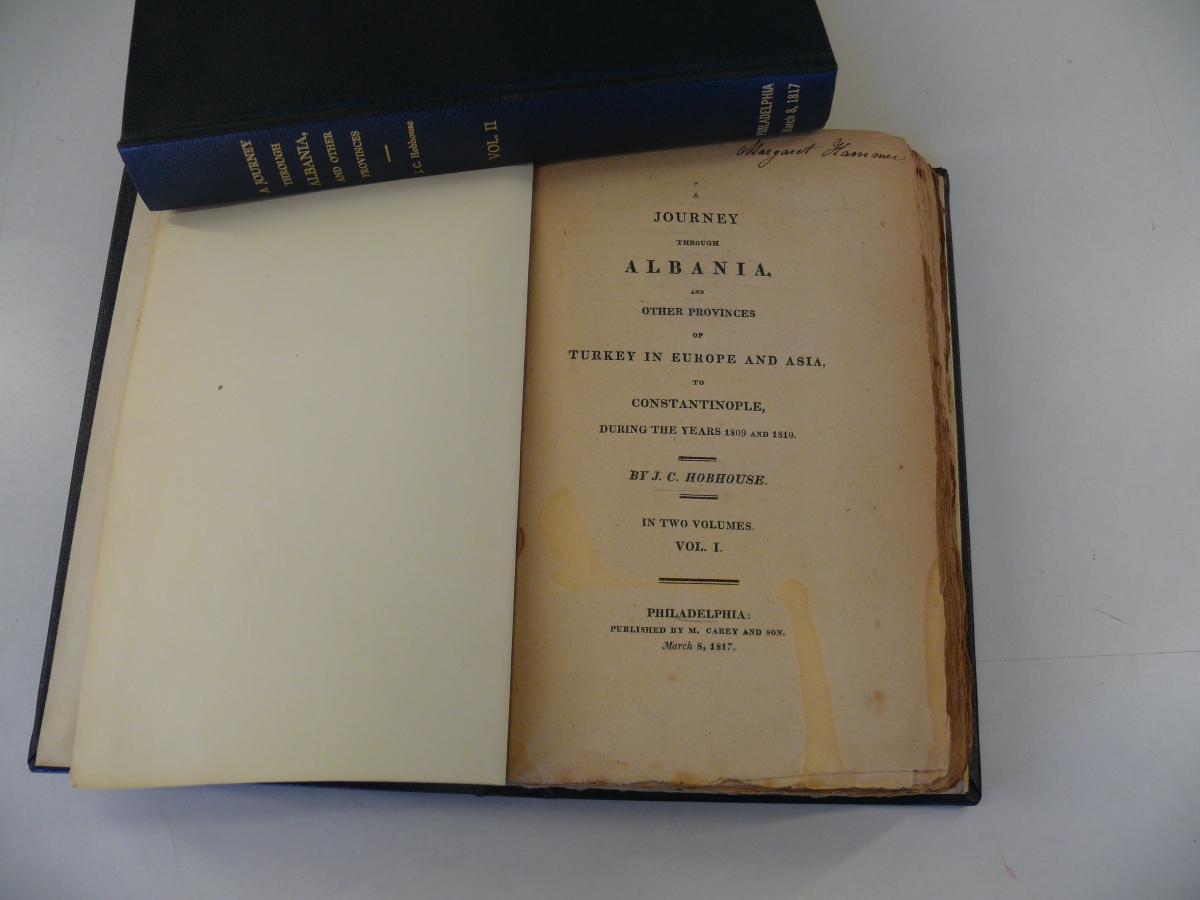 A JOURNEY
THROUGH
ALBANIA,
AND OTHER
PROVINCES
J. C. Hobhouse
VOL. II
PHILADELPHIA
March 8, 1817
Margaret Hammer
A
JOURNEY
THROUGH
ALBANIA,
AND
OTHER PROVINCES
OF
TURKEY IN EUROPE AND ASIA,
TO
CONSTANTINOPLE,
DURING THE YEARS 1809 AND 1810.
BY J. C. HOBHOUSE.
IN TWO VOLUMES.
VOL. I.
PHILADELPHIA:
PUBLISHED BY M. CAREY AND SON.
March 8, 1817.